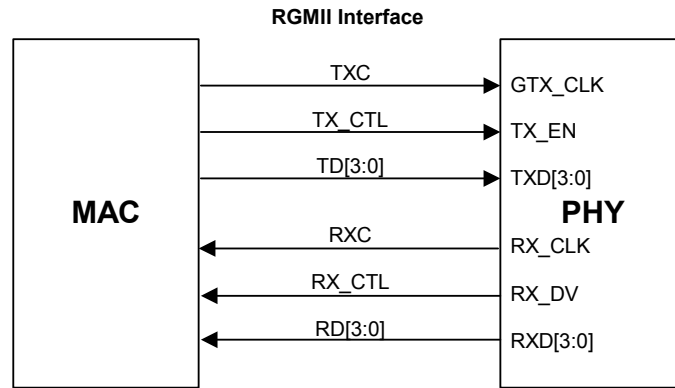 RGMII Interface
TXC
GTX_CLK
TX_CTL
TX_EN
TD[3:0]
TXD[3:0]
MAC
PHY
RXC
RX_CLK
RX_CTL
RX_DV
RD[3:0]
RXD[3:0]